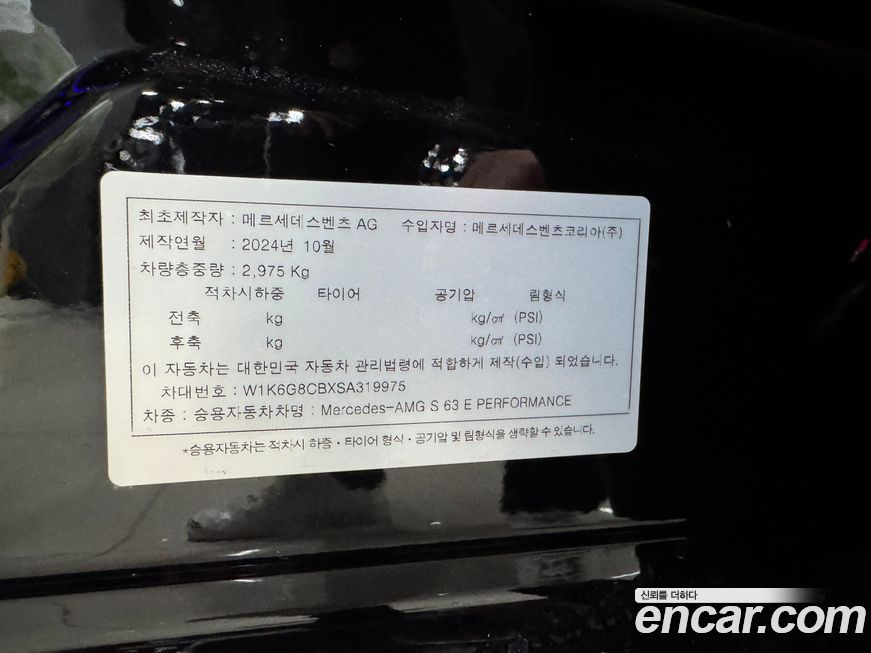 최초제작자 : 메르세데스벤츠 AG 수입자명 : 메르세데스벤츠코리아(주)
제작연월 : 2024년 10월
차량총중량 : 2,975 Kg
적차시하중 타이어 공기압 림형식
전축 kg kg/㎠ (PSI)
후축 kg kg/㎠ (PSI)
이 자동차는 대한민국 자동차 관리법령에 적합하게 제작(수입) 되었습니다.
차대번호 : W1K6G8CBXSA319975
차종 : 승용자동차차명 : Mercedes-AMG S 63 E PERFORMANCE
*승용자동차는 적차시 하중・타이어 형식・공기압 및 림형식을 생략할 수 있습니다.
신뢰를 더하다
encar.com